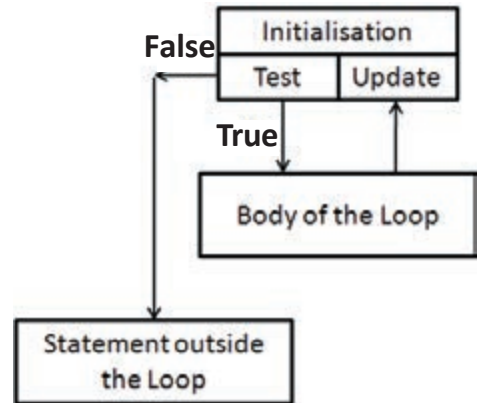 Initialisation
False
Test
Update
True
Body of the Loop
Statement outside
the Loop